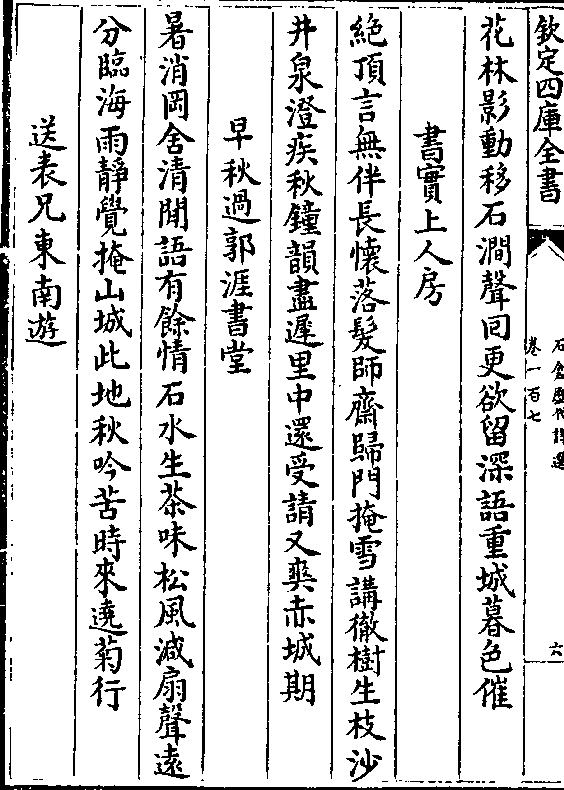 欽定四庫全書
石倉歷代詩選
卷一百七
六
花林影動移石澗聲回更欲留深語重城暮色催
書實上人房
絶頂言無伴長懷落髮師齋歸門掩雪講徹樹生枝沙
井泉澄疾秋鐘韻盡遲里中還受請又爽赤城期
早秋過郭涯書堂
暑消岡舍清閒語有餘情石水生茶味松風減扇聲遠
分臨海雨靜覺掩山城此地秋吟苦時來遶菊行
送表兄東南遊